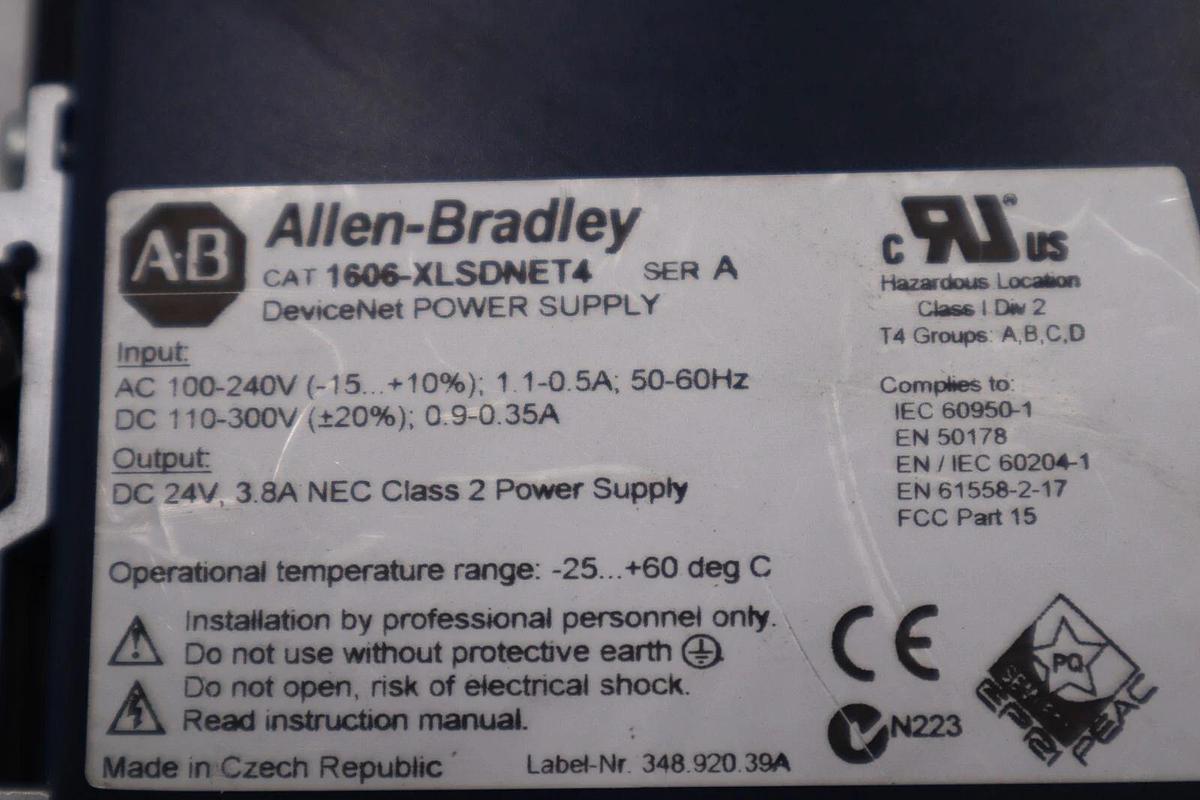 A·B Allen-Bradley
CAT 1606-XLSDNET4 SER A
DeviceNet POWER SUPPLY
Input:
AC 100-240V (-15...+10%); 1.1-0.5A; 50-60Hz
DC 110-300V (±20%); 0.9-0.35A
Output:
DC 24V, 3.8A NEC Class 2 Power Supply
Operational temperature range: -25...+60 deg C
Installation by professional personnel only.
Do not use without protective earth
Do not open, risk of electrical shock.
Read instruction manual.
Made in Czech Republic
Label-Nr. 348.920.39A
C RU ® US
Hazardous Location
Class I Div 2
T4 Groups: A,B,C,D
Complies to:
IEC 60950-1
EN 50178
EN / IEC 60204-1
EN 61558-2-17
FCC Part 15
CE
N223
PQ